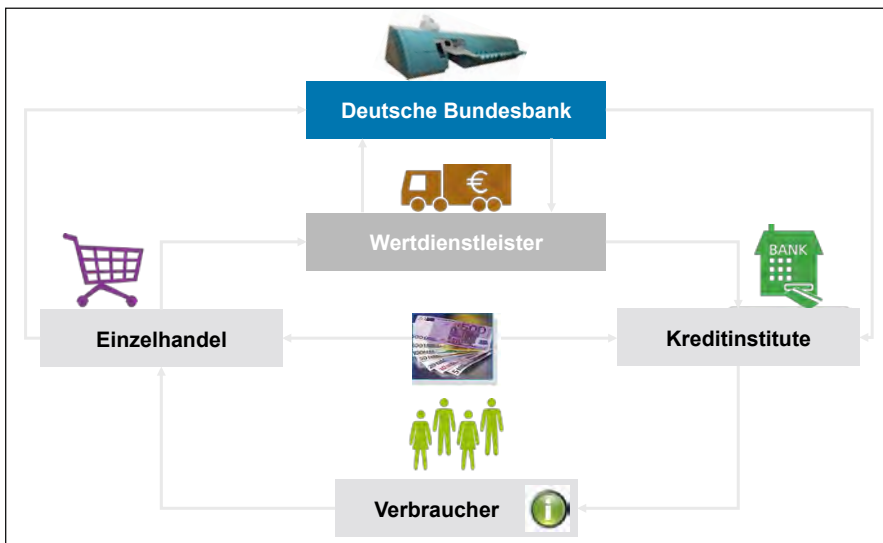 Deutsche Bundesbank
€
Wertdienstleister
BANK
Einzelhandel
Kreditinstitute
Verbraucher
i